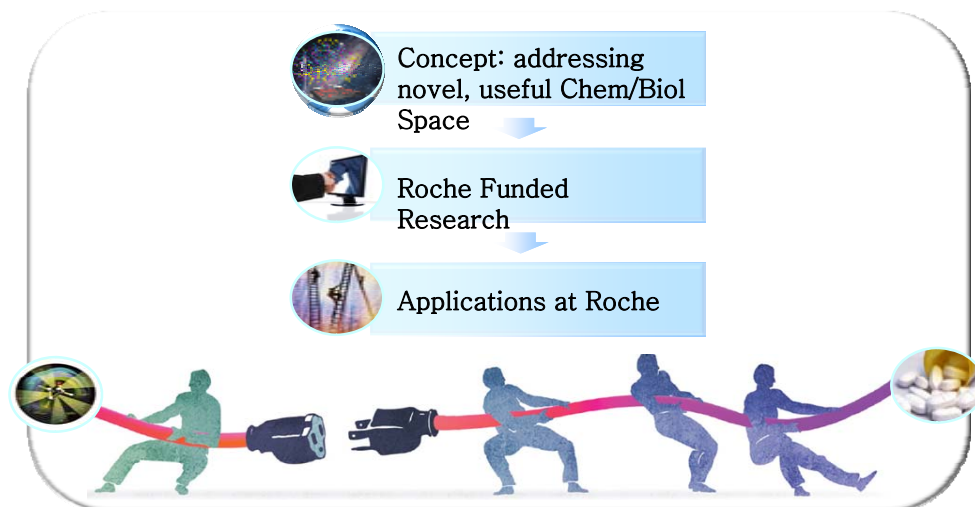 Concept: addressing
novel, useful Chem/Biol
Space
Roche Funded
Research
Applications at Roche